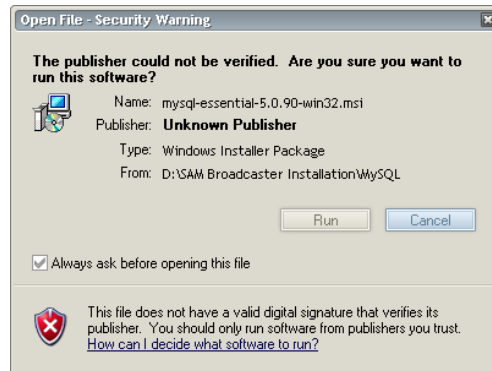 Open File - Security Warning
The publisher could not be verified.  Are you sure you want to
run this software?
Name: mysql-essential-5.0.90-win32.msi
Publisher: Unknown Publisher
Type: Windows Installer Package
From: D:\SAM Broadcaster Installation\MySQL
Run
Cancel
Always ask before opening this file
This file does not have a valid digital signature that verifies its
publisher.  You should only run software from publishers you trust.
How can I decide what software to run?